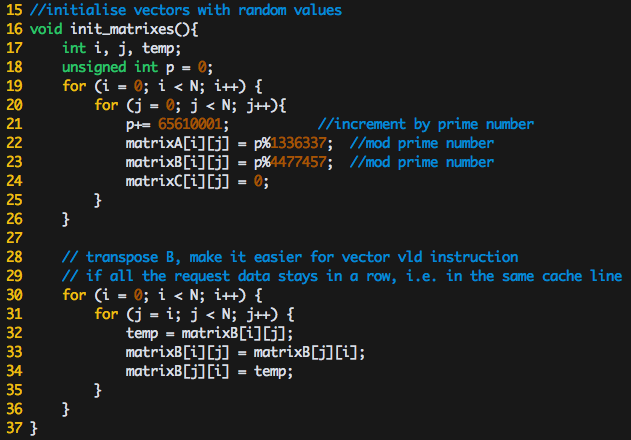 15 //initialise vectors with random values
16 void init_matrixes(){
17     int i, j, temp;
18     unsigned int p = 0;
19     for (i = 0; i < N; i++) {
20         for (j = 0; j < N; j++){
21             p+= 65610001;           //increment by prime number
22             matrixA[i][j] = p%1336337;  //mod prime number
23             matrixB[i][j] = p%4477457;  //mod prime number
24             matrixC[i][j] = 0;
25         }
26     }
27
28     // transpose B, make it easier for vector vld instruction
29     // if all the request data stays in a row, i.e. in the same cache line
30     for (i = 0; i < N; i++) {
31         for (j = i; j < N; j++) {
32             temp = matrixB[i][j];
33             matrixB[i][j] = matrixB[j][i];
34             matrixB[j][i] = temp;
35         }
36     }
37 }